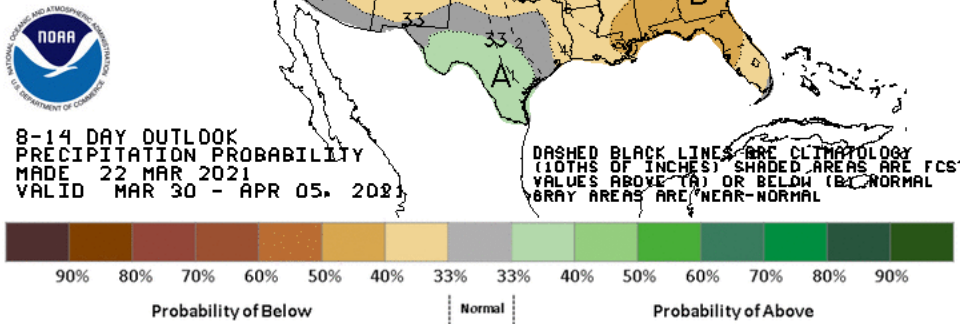 33
B
33
2
A
1
NATIONAL OCEANIC AND ATMOSPHERIC ADMINISTRATION
NOAA
U.S. DEPARTMENT OF COMMERCE
8-14 DAY OUTLOOK
PRECIPITATION PROBABILITY
MADE 22 MAR 2021
VALID MAR 30 - APR 05, 2021
DASHED BLACK LINES ARE CLIMATOLOGY
(10THS OF INCHES) SHADED AREAS ARE FCST
VALUES ABOVE (A) OR BELOW (B) NORMAL
GRAY AREAS ARE NEAR-NORMAL
90% 80% 70% 60% 50% 40% 33% 33% 40% 50% 60% 70% 80% 90%
Probability of Below Normal Probability of Above